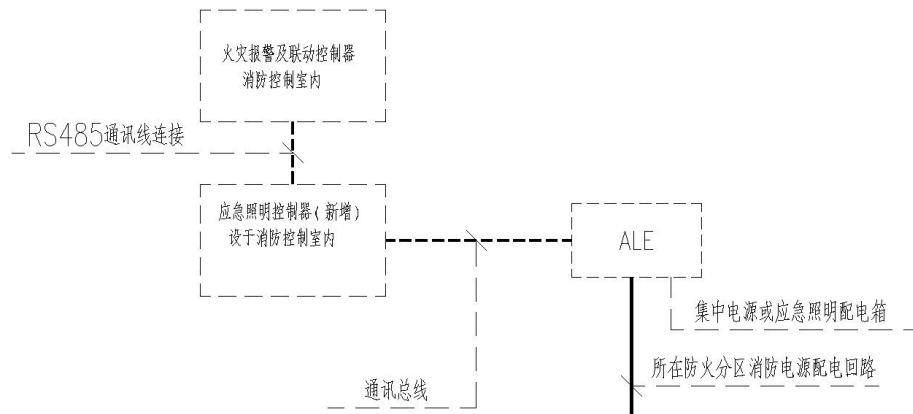 火灾报警及联动控制器
消防控制室内
RS485通讯线连接
应急照明控制器(新增)
设于消防控制室内
ALE
集中电源或应急照明配电箱
所在防火分区消防电源配电回路
通讯总线